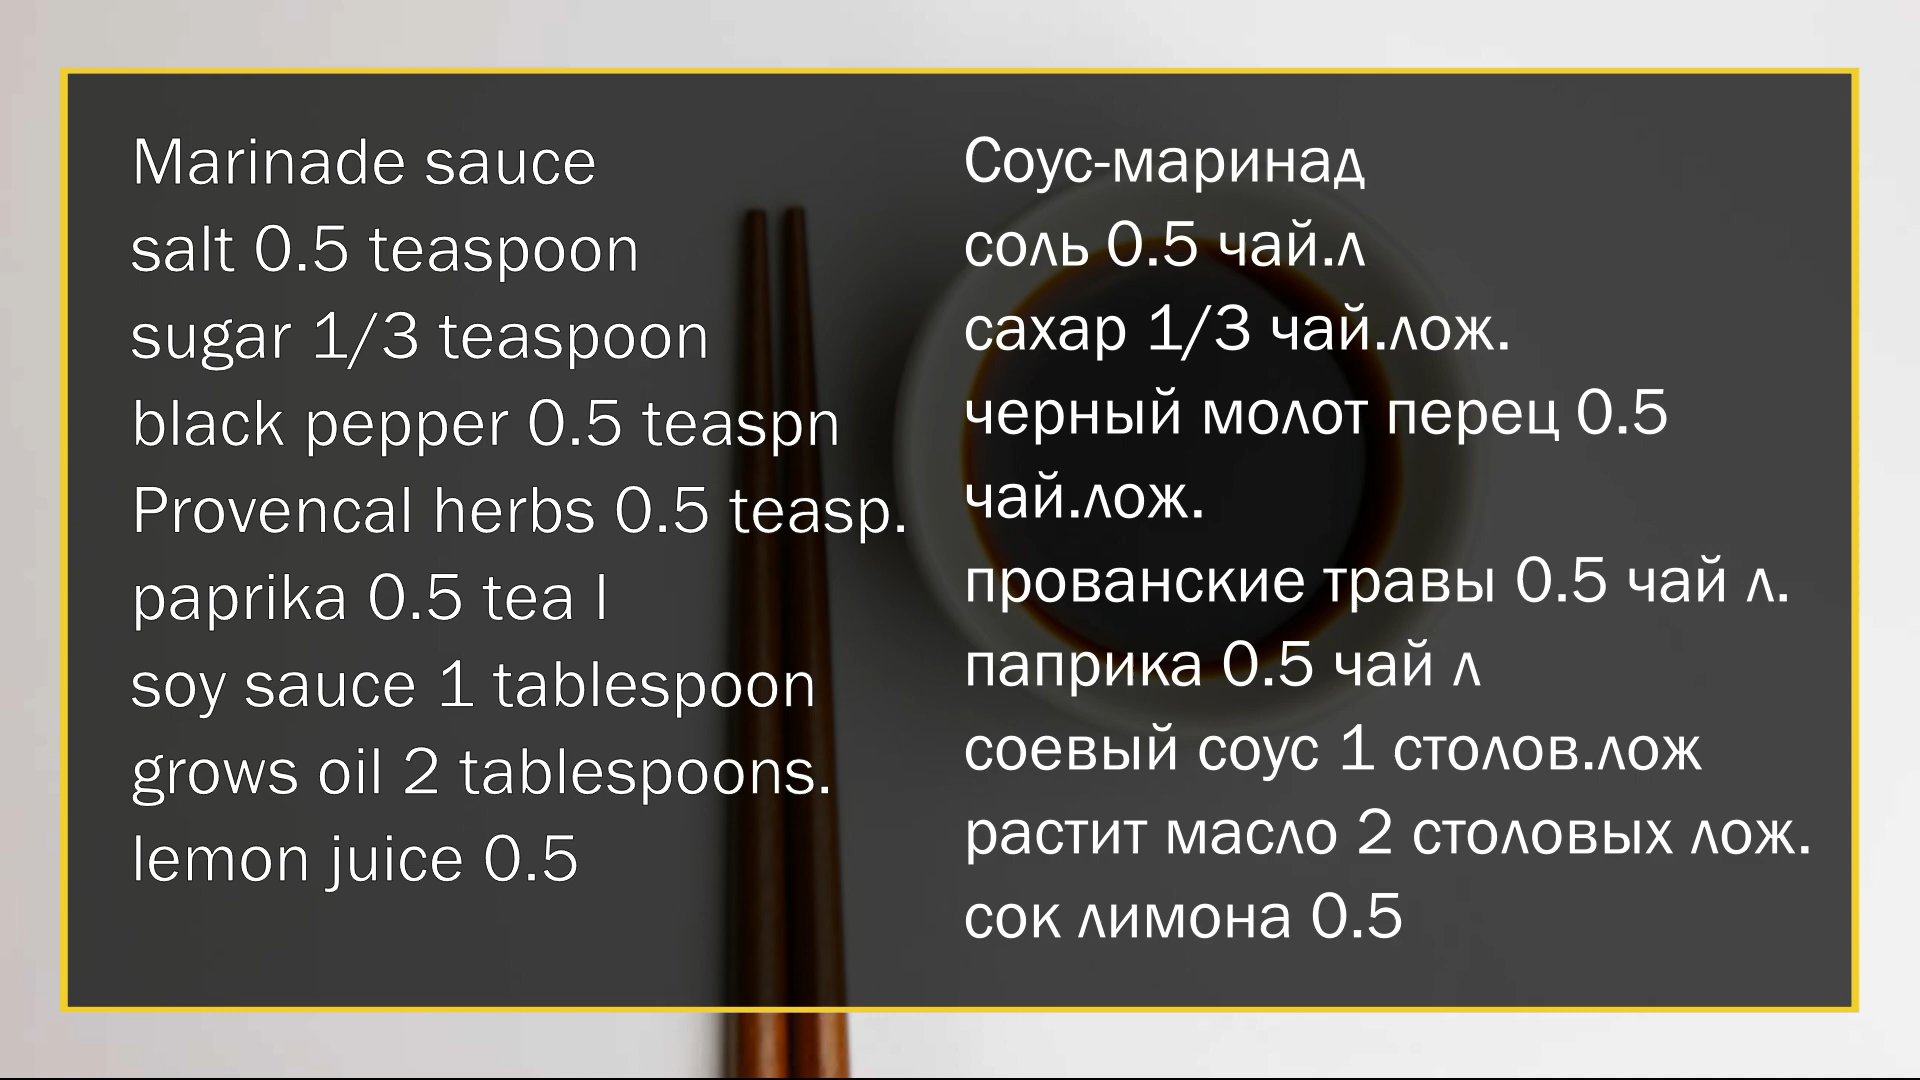 Marinade sauce
salt 0.5 teaspoon
sugar 1/3 teaspoon
black pepper 0.5 teaspn
Provencal herbs 0.5 teasp.
paprika 0.5 tea l
soy sauce 1 tablespoon
grows oil 2 tablespoons.
lemon juice 0.5
Соус-маринад
соль 0.5 чай.л
сахар 1/3 чай.лож.
черный молот перец 0.5
чай.лож.
прованские травы 0.5 чай л.
паприка 0.5 чай л
соевый соус 1 столов.лож
растит масло 2 столовых лож.
сок лимона 0.5